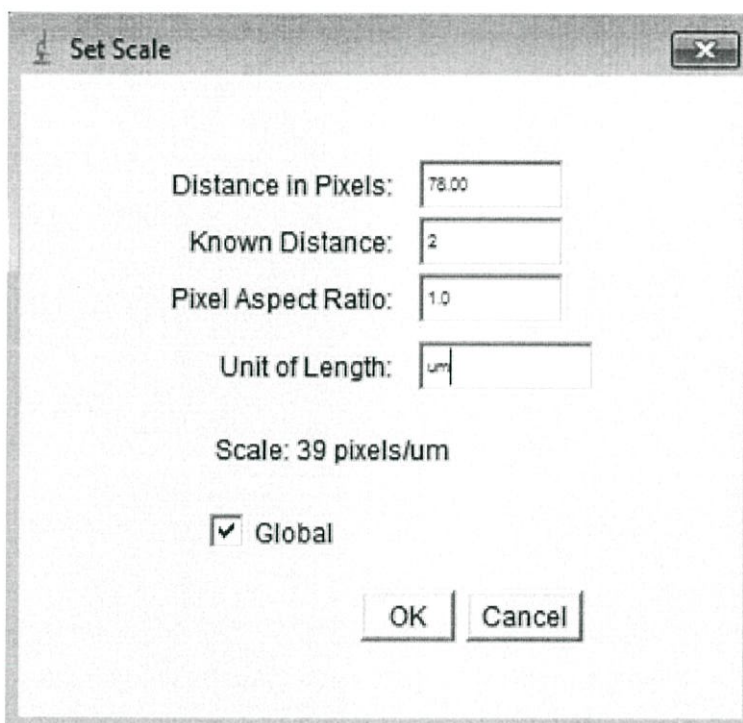 Set Scale
Distance in Pixels: 78.00
Known Distance: 2
Pixel Aspect Ratio: 1.0
Unit of Length: um
Scale: 39 pixels/um
Global
OK Cancel